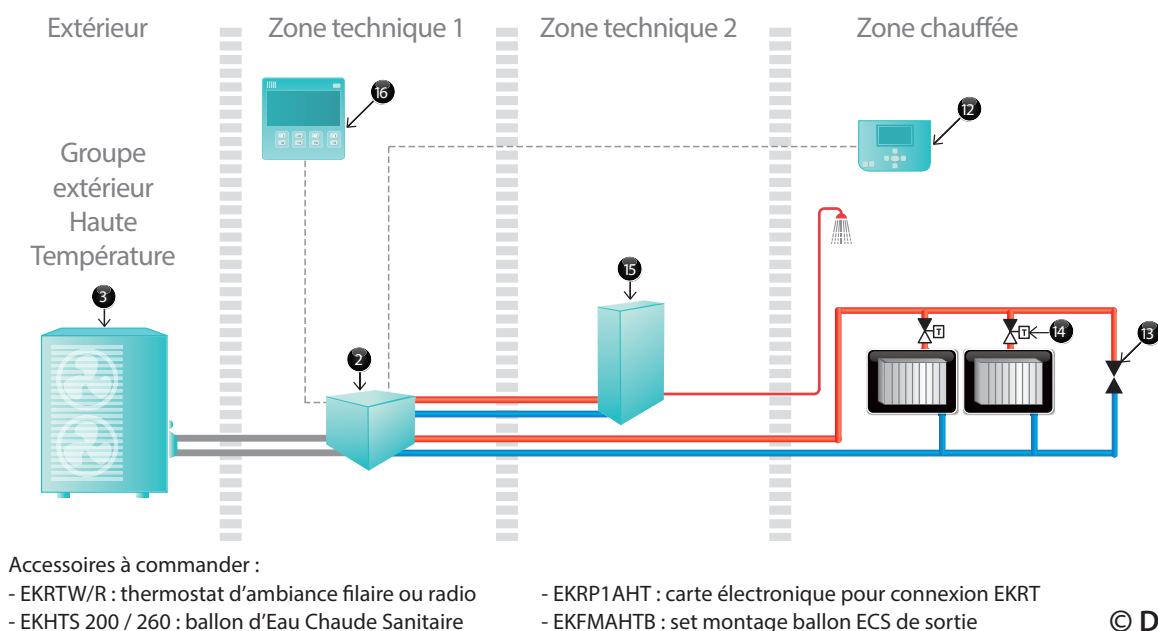 Extérieur
Zone technique 1
Zone technique 2
Zone chauffée
16
12
Groupe
extérieur
Haute
Température
15
3
2
T
T
14
13
Accessoires à commander :
- EKRTW/R : thermostat d’ambiance filaire ou radio
- EKHTS 200 / 260 : ballon d’Eau Chaude Sanitaire
- EKRP1AHT : carte électronique pour connexion EKRT
- EKFMAHTB : set montage ballon ECS de sortie
© D